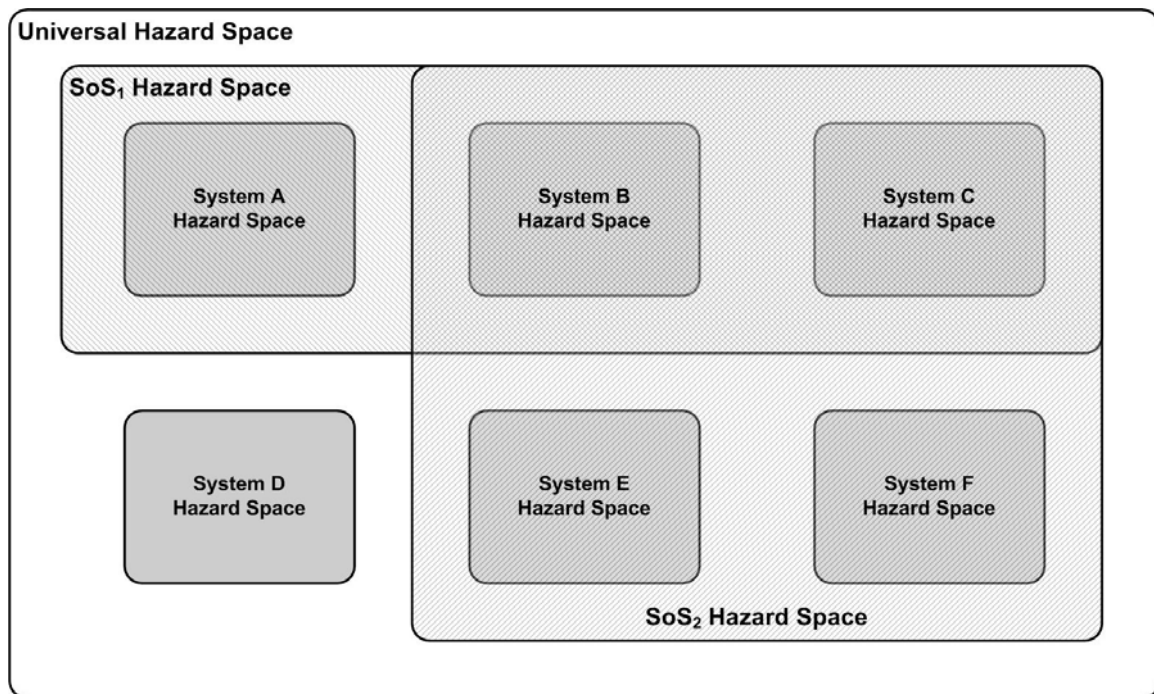 Universal Hazard Space
SoS₁ Hazard Space
System A
Hazard Space
System B
Hazard Space
System C
Hazard Space
System D
Hazard Space
System E
Hazard Space
System F
Hazard Space
SoS₂ Hazard Space